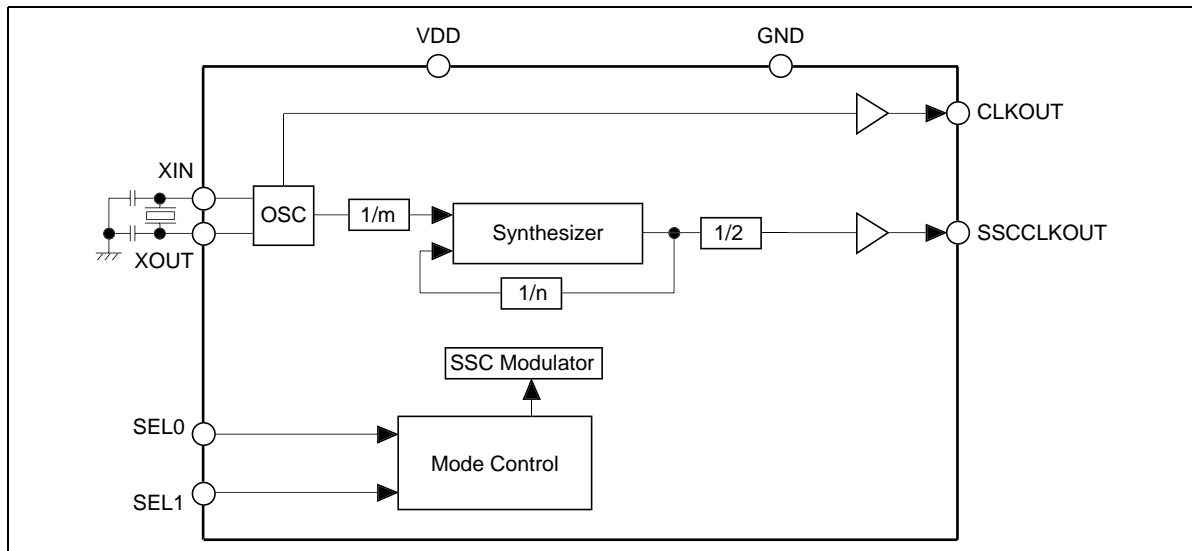 VDD
GND
CLKOUT
XIN
OSC
1/m
Synthesizer
1/2
SSCCLKOUT
XOUT
1/n
SSC Modulator
SEL0
Mode Control
SEL1